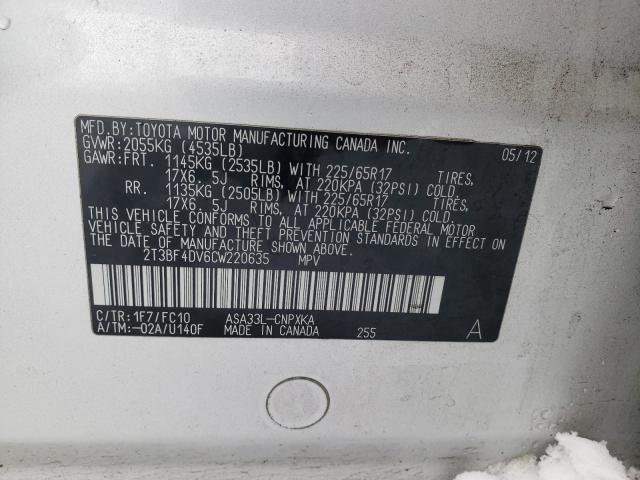 MFD. BY: TOYOTA MOTOR MANUFACTURING CANADA INC.
GVWR: 2055KG (4535LB) 05/12
GAWR: FRT. 1145KG (2535LB) WITH 225/65R17 TIRES,
17X6. 5J RIMS, AT 220KPA (32PSI) COLD.
RR. 1135KG (2505LB) WITH 225/65R17 TIRES,
17X6. 5J RIMS, AT 220KPA (32PSI) COLD.
THIS VEHICLE CONFORMS TO ALL APPLICABLE FEDERAL MOTOR
VEHICLE SAFETY AND THEFT PREVENTION STANDARDS IN EFFECT ON
THE DATE OF MANUFACTURE SHOWN ABOVE.
2T3BF4DV6CW220635 MPV
C/TR: 1F7/FC10 ASA33L-CNPXKA
A/TM: -02A/U140F MADE IN CANADA 255 A